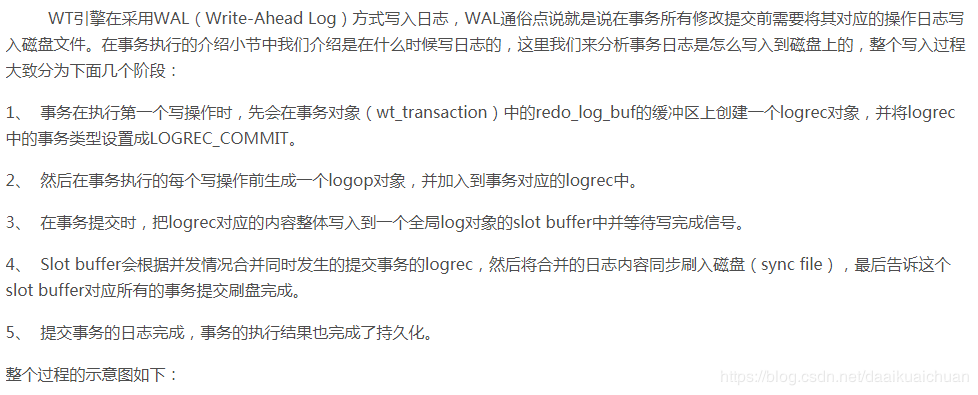 WT引擎在采用WAL（Write-Ahead Log）方式写入日志，WAL通俗点说就是说在事务所有修改提交前需要将其对应的操作日志写
入磁盘文件。在事务执行的介绍小节中我们介绍是在什么时候写日志的，这里我们来分析事务日志是怎么写入到磁盘上的，整个写入过程
大致分为下面几个阶段：
1、 事务在执行第一个写操作时，先会在事务对象（wt_transaction）中的redo_log_buf的缓冲区上创建一个logrec对象，并将logrec
中的事务类型设置成LOGREC_COMMIT。
2、 然后在事务执行的每个写操作前生成一个logop对象，并加入到事务对应的logrec中。
3、 在事务提交时，把logrec对应的内容整体写入到一个全局log对象的slot buffer中并等待写完成信号。
4、 Slot buffer会根据并发情况合并同时发生的提交事务的logrec，然后将合并的日志内容同步刷入磁盘（sync file），最后告诉这个
slot buffer对应所有的事务提交刷盘完成。
5、 提交事务的日志完成，事务的执行结果也完成了持久化。
整个过程的示意图如下：
https://blog.csdn.net/daaikuaichuan